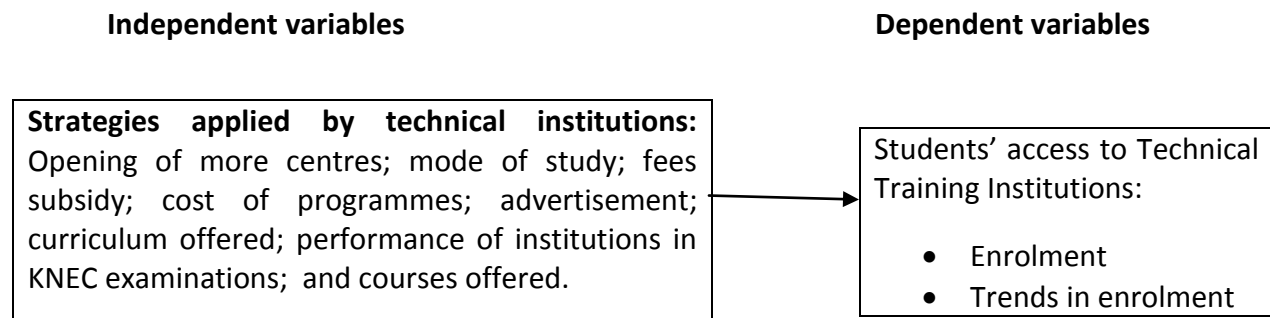 Independent variables
Dependent variables
Strategies applied by technical institutions:
Opening of more centres; mode of study; fees
subsidy; cost of programmes; advertisement;
curriculum offered; performance of institutions in
KNEC examinations; and courses offered.
Students’ access to Technical
Training Institutions:
• Enrolment
• Trends in enrolment